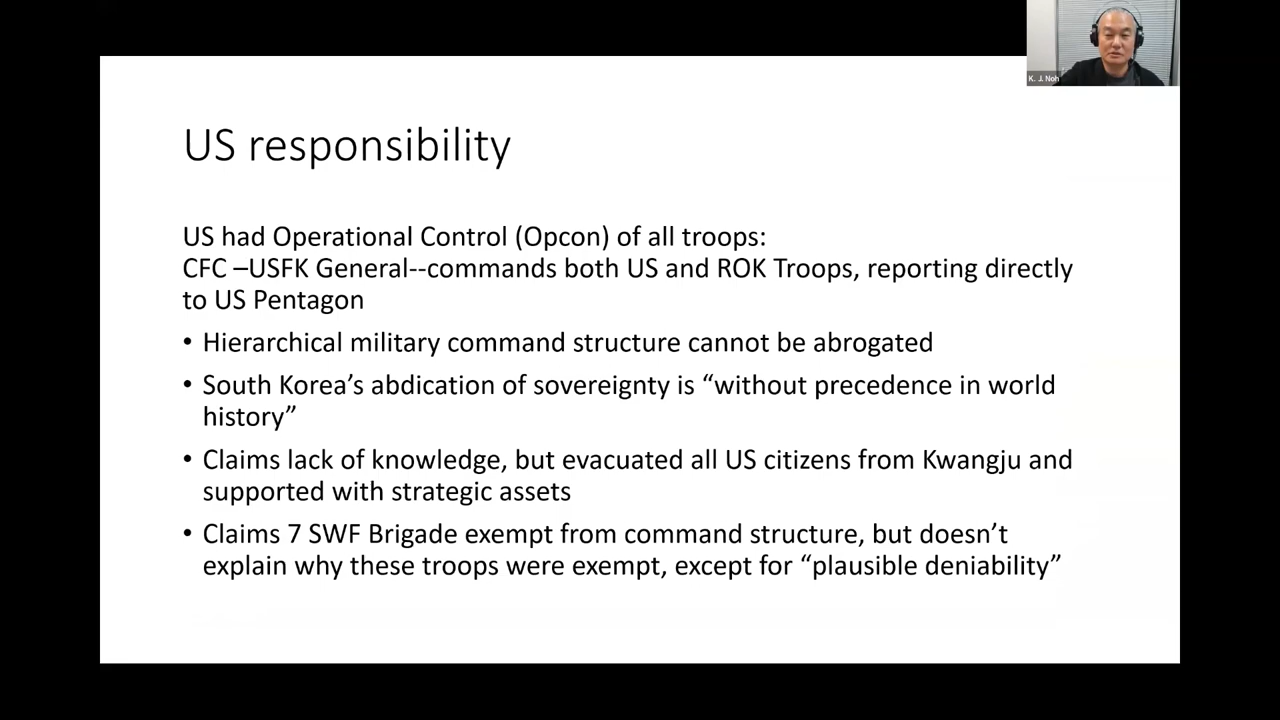 K. J. Noh
US responsibility
US had Operational Control (Opcon) of all troops:
CFC –USFK General--commands both US and ROK Troops, reporting directly
to US Pentagon
• Hierarchical military command structure cannot be abrogated
• South Korea’s abdication of sovereignty is “without precedence in world
history”
• Claims lack of knowledge, but evacuated all US citizens from Kwangju and
supported with strategic assets
• Claims 7 SWF Brigade exempt from command structure, but doesn’t
explain why these troops were exempt, except for “plausible deniability”